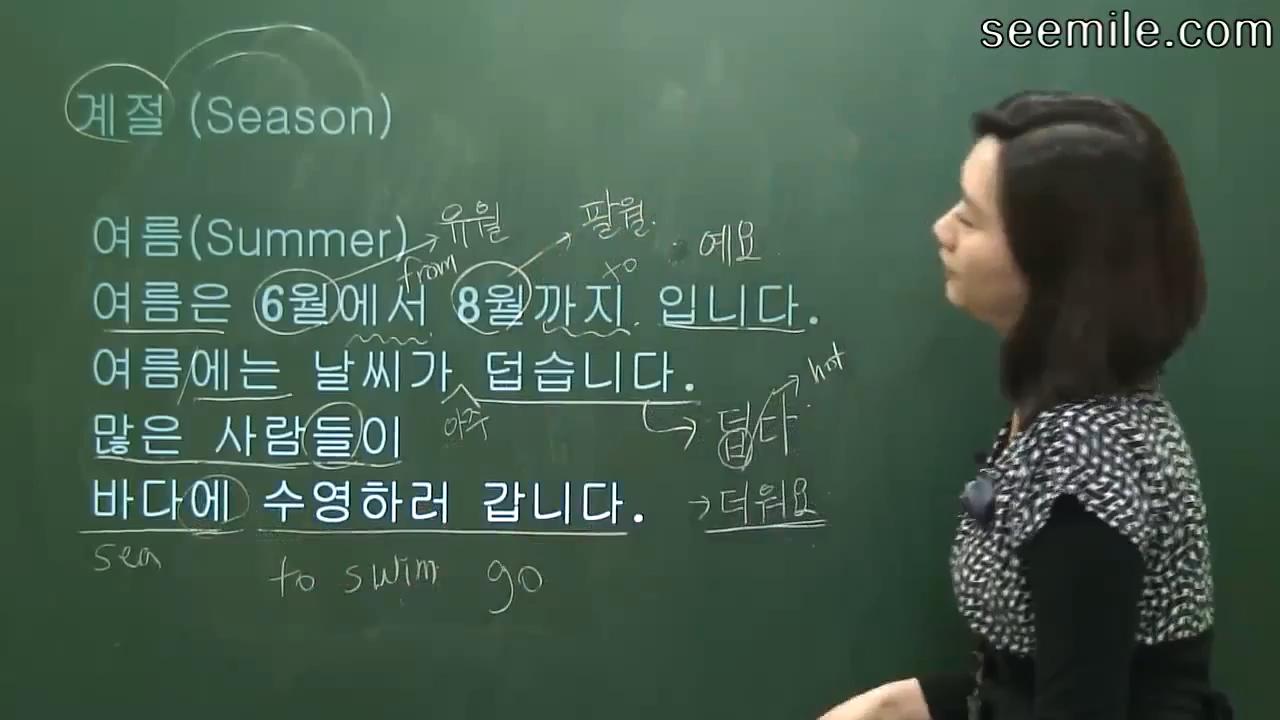 seemile.com
계절 (Season)
유월 팔월.
여름(Summer)
from to 예요
여름은 6월에서 8월까지 입니다.
hot
여름에는 날씨가 덥습니다.
아주 덥다
많은 사람들이
바다에 수영하러 갑니다. → 더워요
sea to swim go